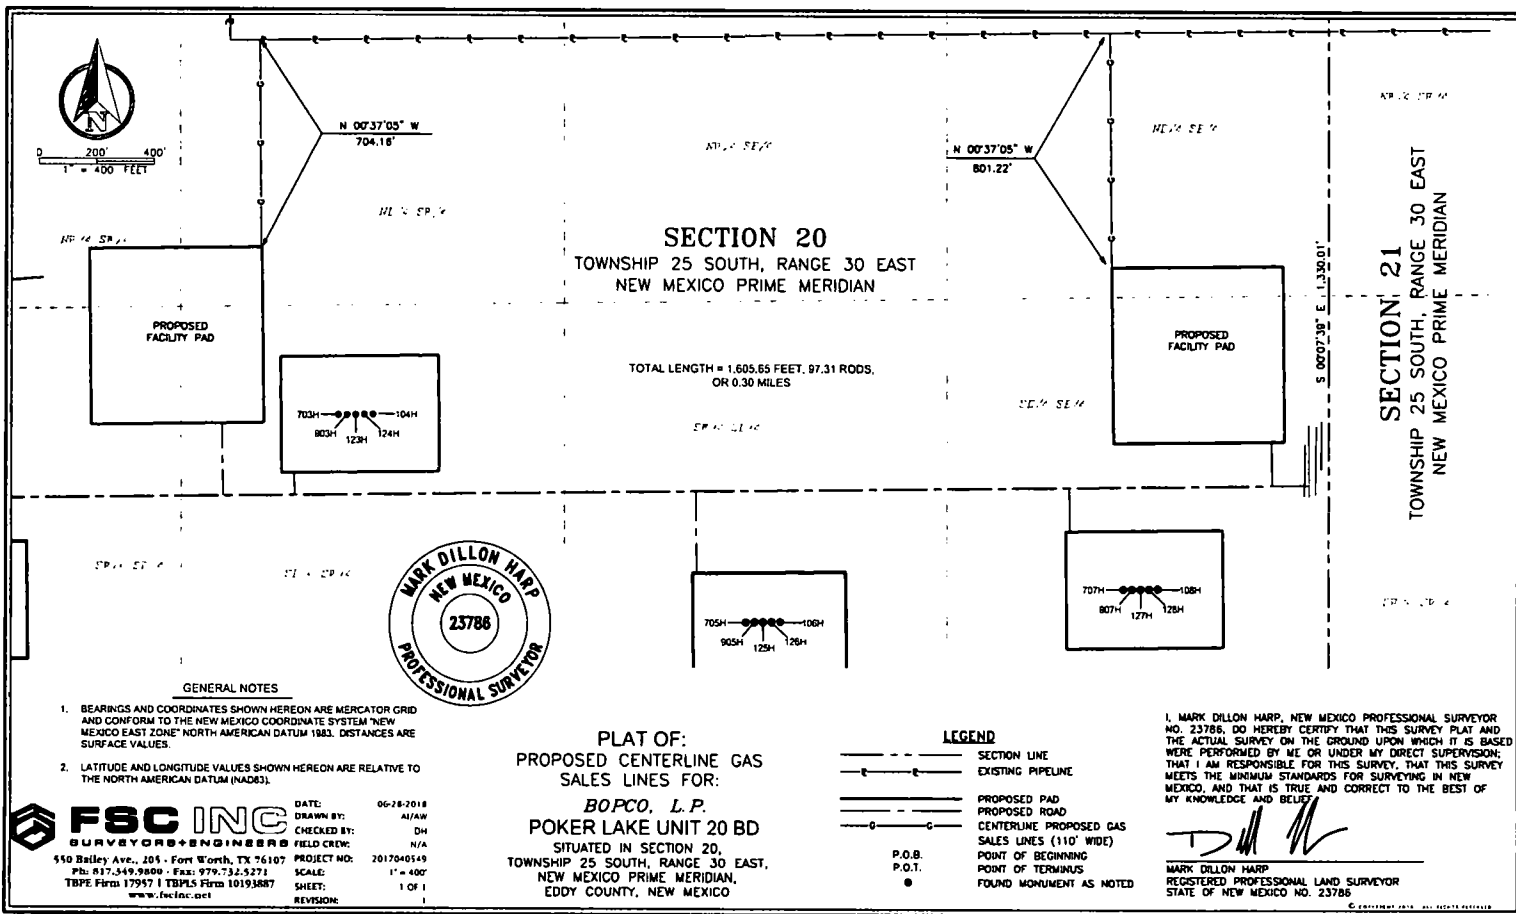 N
0 200' 400'
1" = 400 FEET
N 00°37'05" W
704.16'
N 00°37'05" W
801.22'
SECTION 20
TOWNSHIP 25 SOUTH, RANGE 30 EAST
NEW MEXICO PRIME MERIDIAN
SECTION 21
TOWNSHIP 25 SOUTH, RANGE 30 EAST
NEW MEXICO PRIME MERIDIAN
S 00°07'39" E 1,330.01'
PROPOSED
FACILITY PAD
PROPOSED
FACILITY PAD
TOTAL LENGTH = 1,605.65 FEET, 97.31 RODS,
OR 0.30 MILES
703H 104H
803H 123H 124H
705H 106H
905H 125H 126H
707H 108H
807H 127H 128H
MARK DILLON HARP
NEW MEXICO
23786
PROFESSIONAL SURVEYOR
GENERAL NOTES
1. BEARINGS AND COORDINATES SHOWN HEREON ARE MERCATOR GRID
AND CONFORM TO THE NEW MEXICO COORDINATE SYSTEM "NEW
MEXICO EAST ZONE" NORTH AMERICAN DATUM 1983. DISTANCES ARE
SURFACE VALUES.
2. LATITUDE AND LONGITUDE VALUES SHOWN HEREON ARE RELATIVE TO
THE NORTH AMERICAN DATUM (NAD83).
FSC INC
SURVEYORS+ENGINEERS
550 Bailey Ave., 205 - Fort Worth, TX 76107
Ph: 817.349.9800 - Fax: 979.732.5271
TBPE Firm 17957 | TBPLS Firm 10193887
www.fscinc.net
DATE: 06-28-2018
DRAWN BY: AI/AW
CHECKED BY: DH
FIELD CREW: N/A
PROJECT NO: 2017040549
SCALE: 1" = 400'
SHEET: 1 OF 1
REVISION:
PLAT OF:
PROPOSED CENTERLINE GAS
SALES LINES FOR:
BOPCO, L.P.
POKER LAKE UNIT 20 BD
SITUATED IN SECTION 20,
TOWNSHIP 25 SOUTH, RANGE 30 EAST,
NEW MEXICO PRIME MERIDIAN,
EDDY COUNTY, NEW MEXICO
LEGEND
SECTION LINE
EXISTING PIPELINE
PROPOSED PAD
PROPOSED ROAD
G G CENTERLINE PROPOSED GAS
SALES LINES (110' WIDE)
P.O.B. POINT OF BEGINNING
P.O.T. POINT OF TERMINUS
FOUND MONUMENT AS NOTED
I, MARK DILLON HARP, NEW MEXICO PROFESSIONAL SURVEYOR
NO. 23786, DO HEREBY CERTIFY THAT THIS SURVEY PLAT AND
THE ACTUAL SURVEY ON THE GROUND UPON WHICH IT IS BASED
WERE PERFORMED BY ME OR UNDER MY DIRECT SUPERVISION;
THAT I AM RESPONSIBLE FOR THIS SURVEY, THAT THIS SURVEY
MEETS THE MINIMUM STANDARDS FOR SURVEYING IN NEW
MEXICO, AND THAT IS TRUE AND CORRECT TO THE BEST OF
MY KNOWLEDGE AND BELIEF
MARK DILLON HARP
REGISTERED PROFESSIONAL LAND SURVEYOR
STATE OF NEW MEXICO NO. 23786